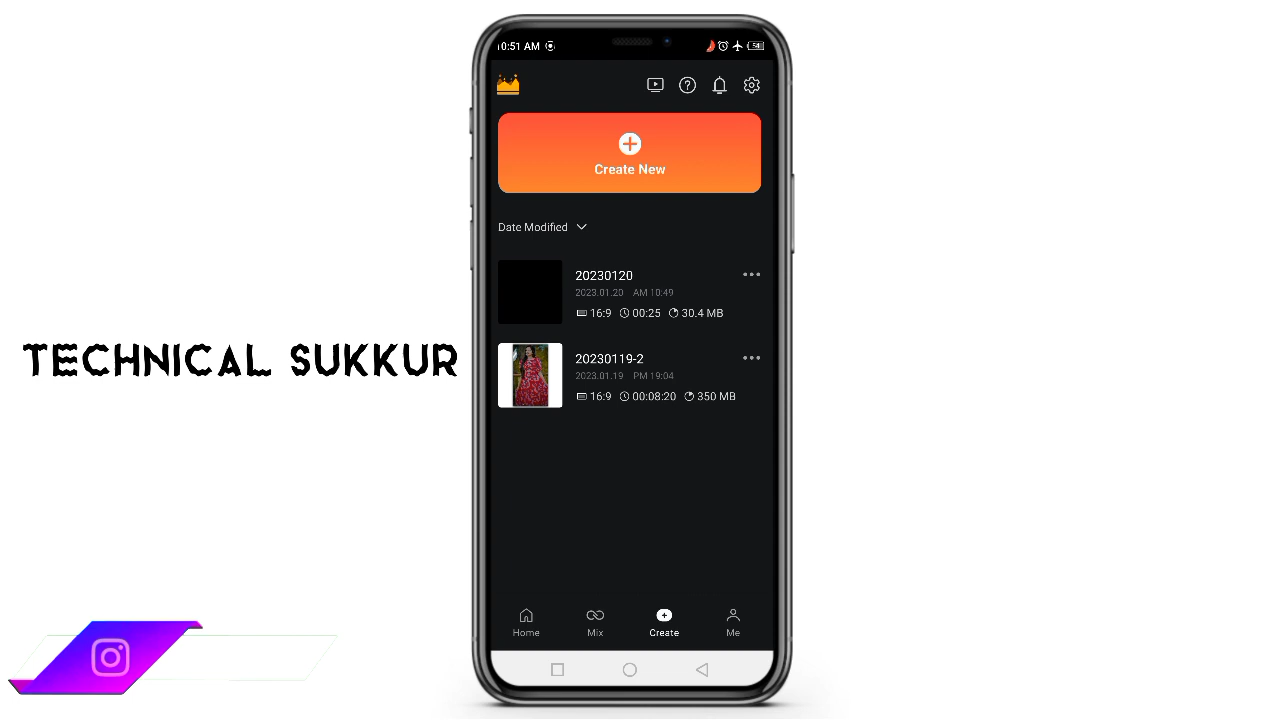 10:51 AM
54
Create New
Date Modified
20230120
2023.01.20 AM 10:49
16:9 00:25 30.4 MB
TECHNICAL SUKKUR
20230119-2
2023.01.19 PM 19:04
16:9 00:08:20 350 MB
Home Mix Create Me